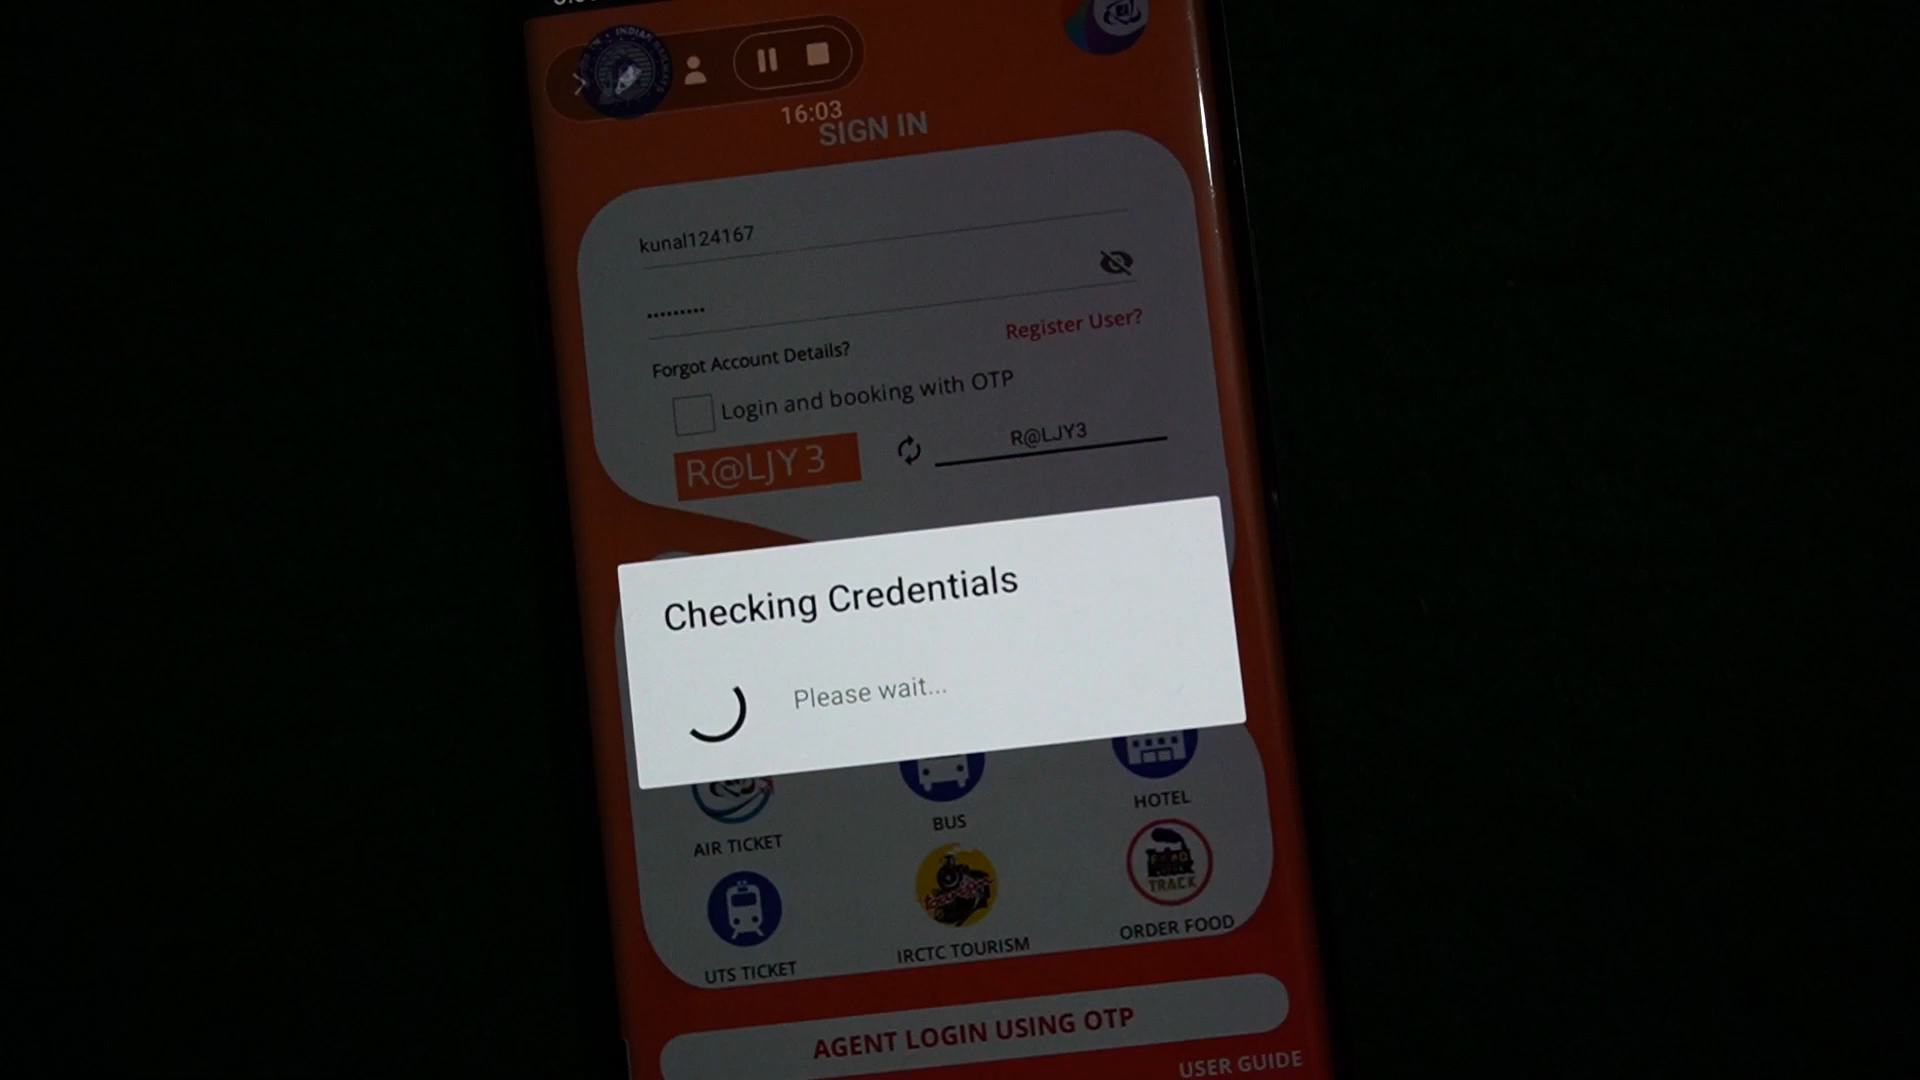 16:03
SIGN IN
kunal124167
.........
Register User?
Forgot Account Details?
Login and booking with OTP
R@LJY3
R@LJY3
Checking Credentials
Please wait...
AIR TICKET
BUS
HOTEL
UTS TICKET
IRCTC TOURISM
TRACK
ORDER FOOD
AGENT LOGIN USING OTP
USER GUIDE